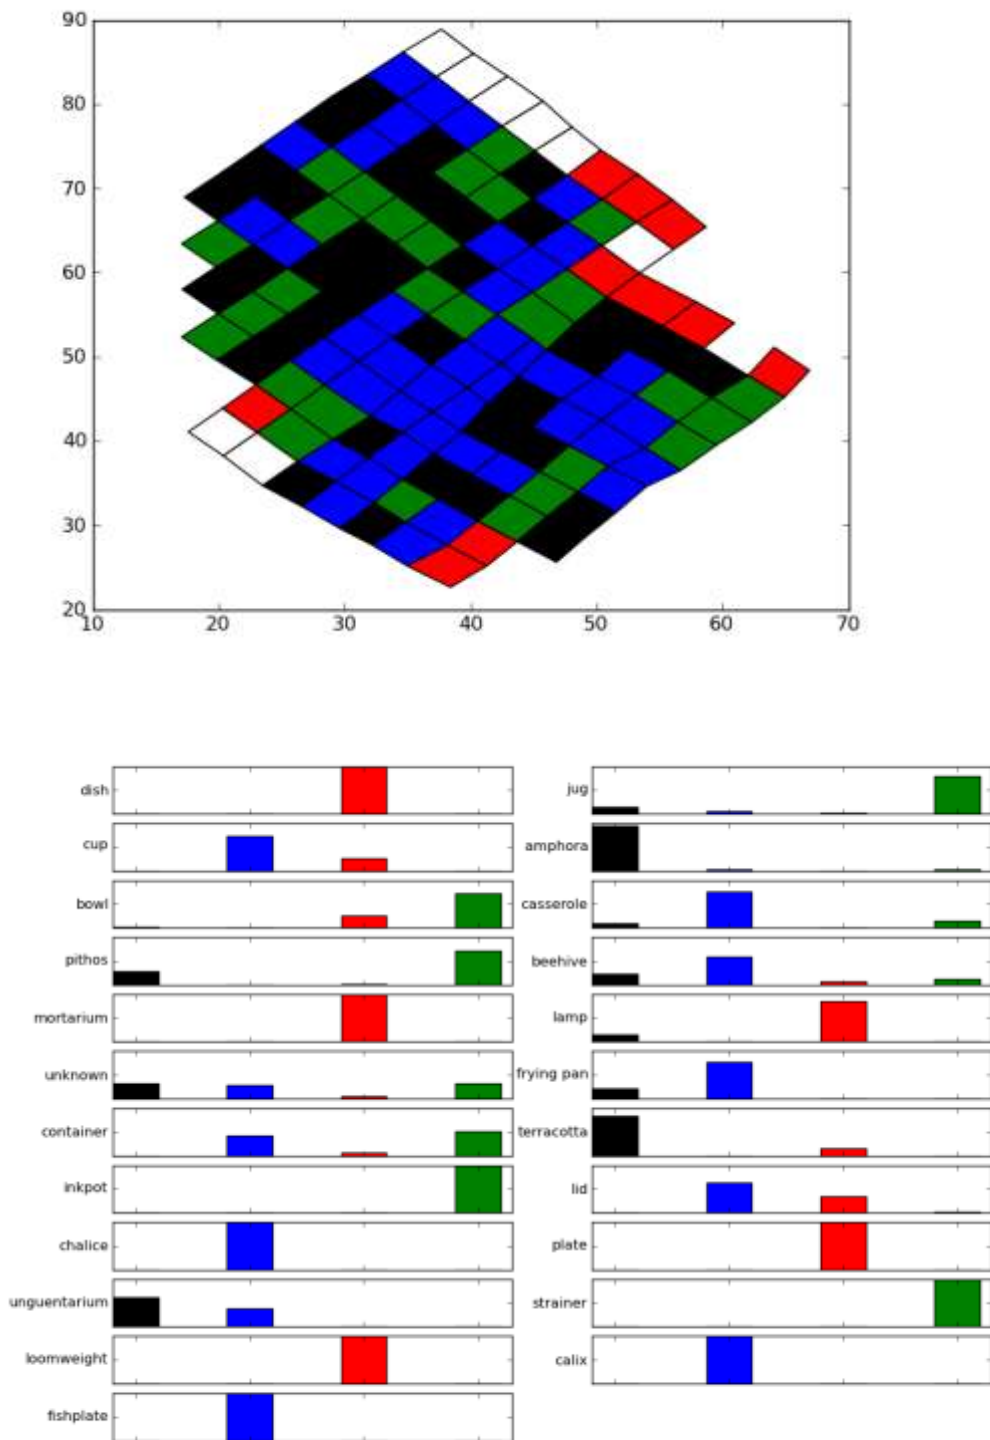 90
80
70
60
50
40
30
20
10 20 30 40 50 60 70
dish
cup
bowl
pithos
mortarium
unknown
container
inkpot
chalice
unguentarium
loomweight
fishplate
jug
amphora
casserole
beehive
lamp
frying pan
terracotta
lid
plate
strainer
calix